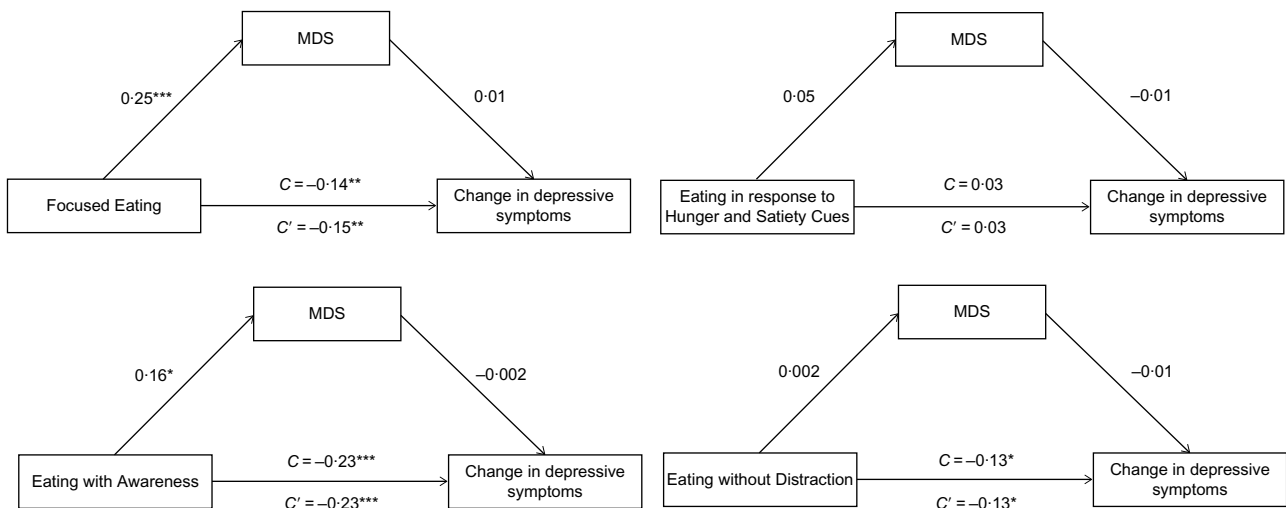 MDS
0·25***
0·01
Focused Eating
C = –0·14**
C′ = –0·15**
Change in depressive
symptoms
MDS
0·05
–0·01
Eating in response to
Hunger and Satiety Cues
C = 0·03
C′ = 0·03
Change in depressive
symptoms
MDS
0·16*
–0·002
Eating with Awareness
C = –0·23***
C′ = –0·23***
Change in depressive
symptoms
MDS
0·002
–0·01
Eating without Distraction
C = –0·13*
C′ = –0·13*
Change in depressive
symptoms